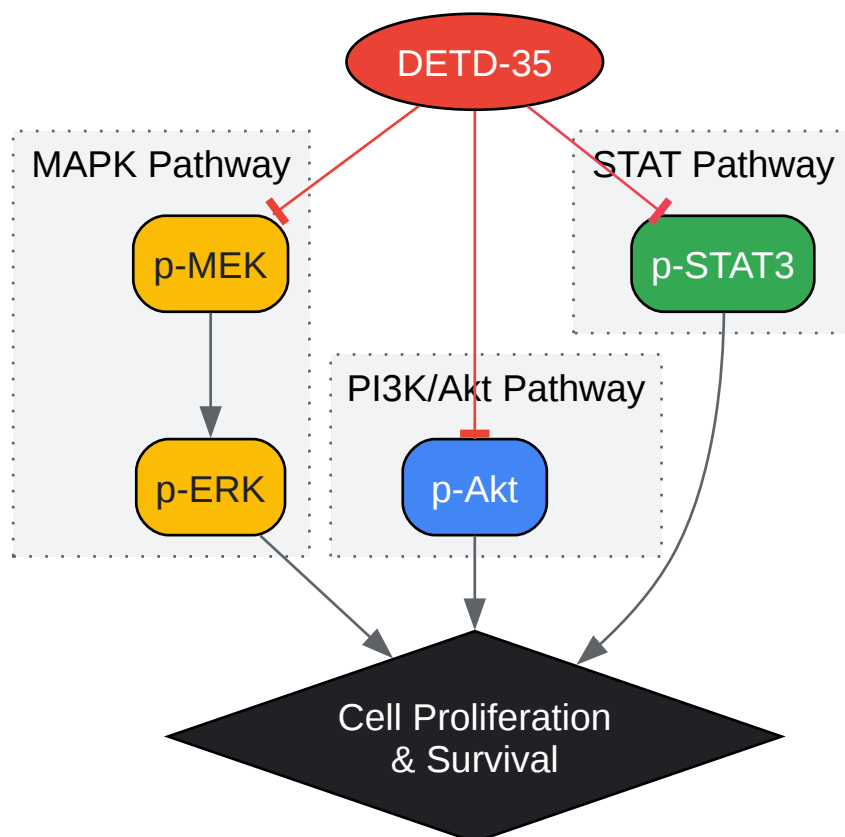 DETD-35
MAPK Pathway
STAT Pathway
p-MEK
p-STAT3
PI3K/Akt Pathway
p-ERK
p-Akt
Cell Proliferation
& Survival